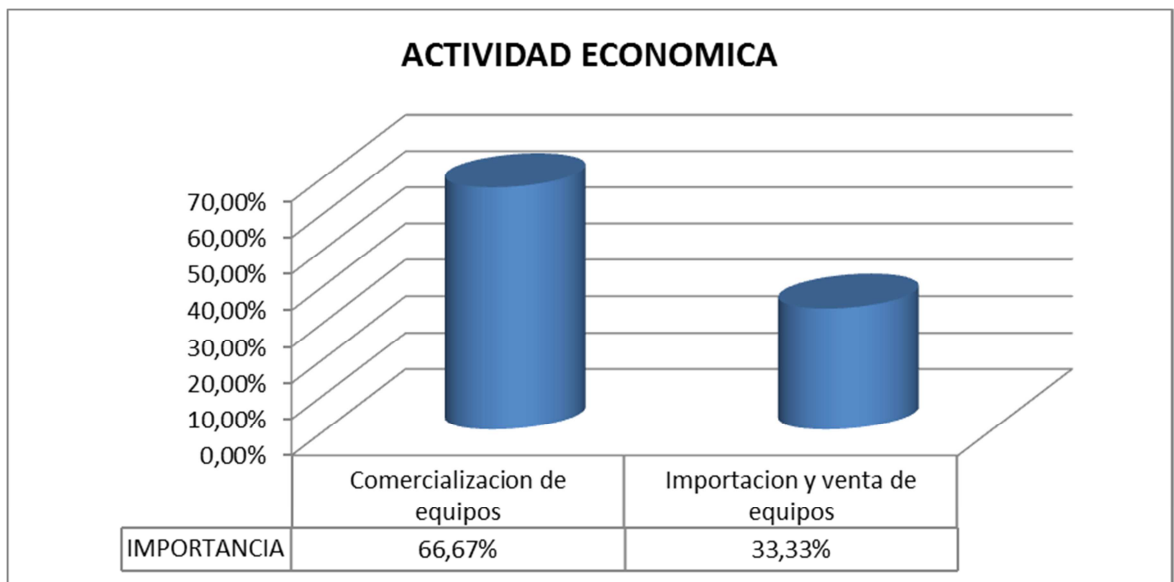 ACTIVIDAD ECONOMICA
70,00%
60,00%
50,00%
40,00%
30,00%
20,00%
10,00%
0,00%
Comercializacion de
equipos
Importacion y venta de
equipos
IMPORTANCIA 66,67% 33,33%